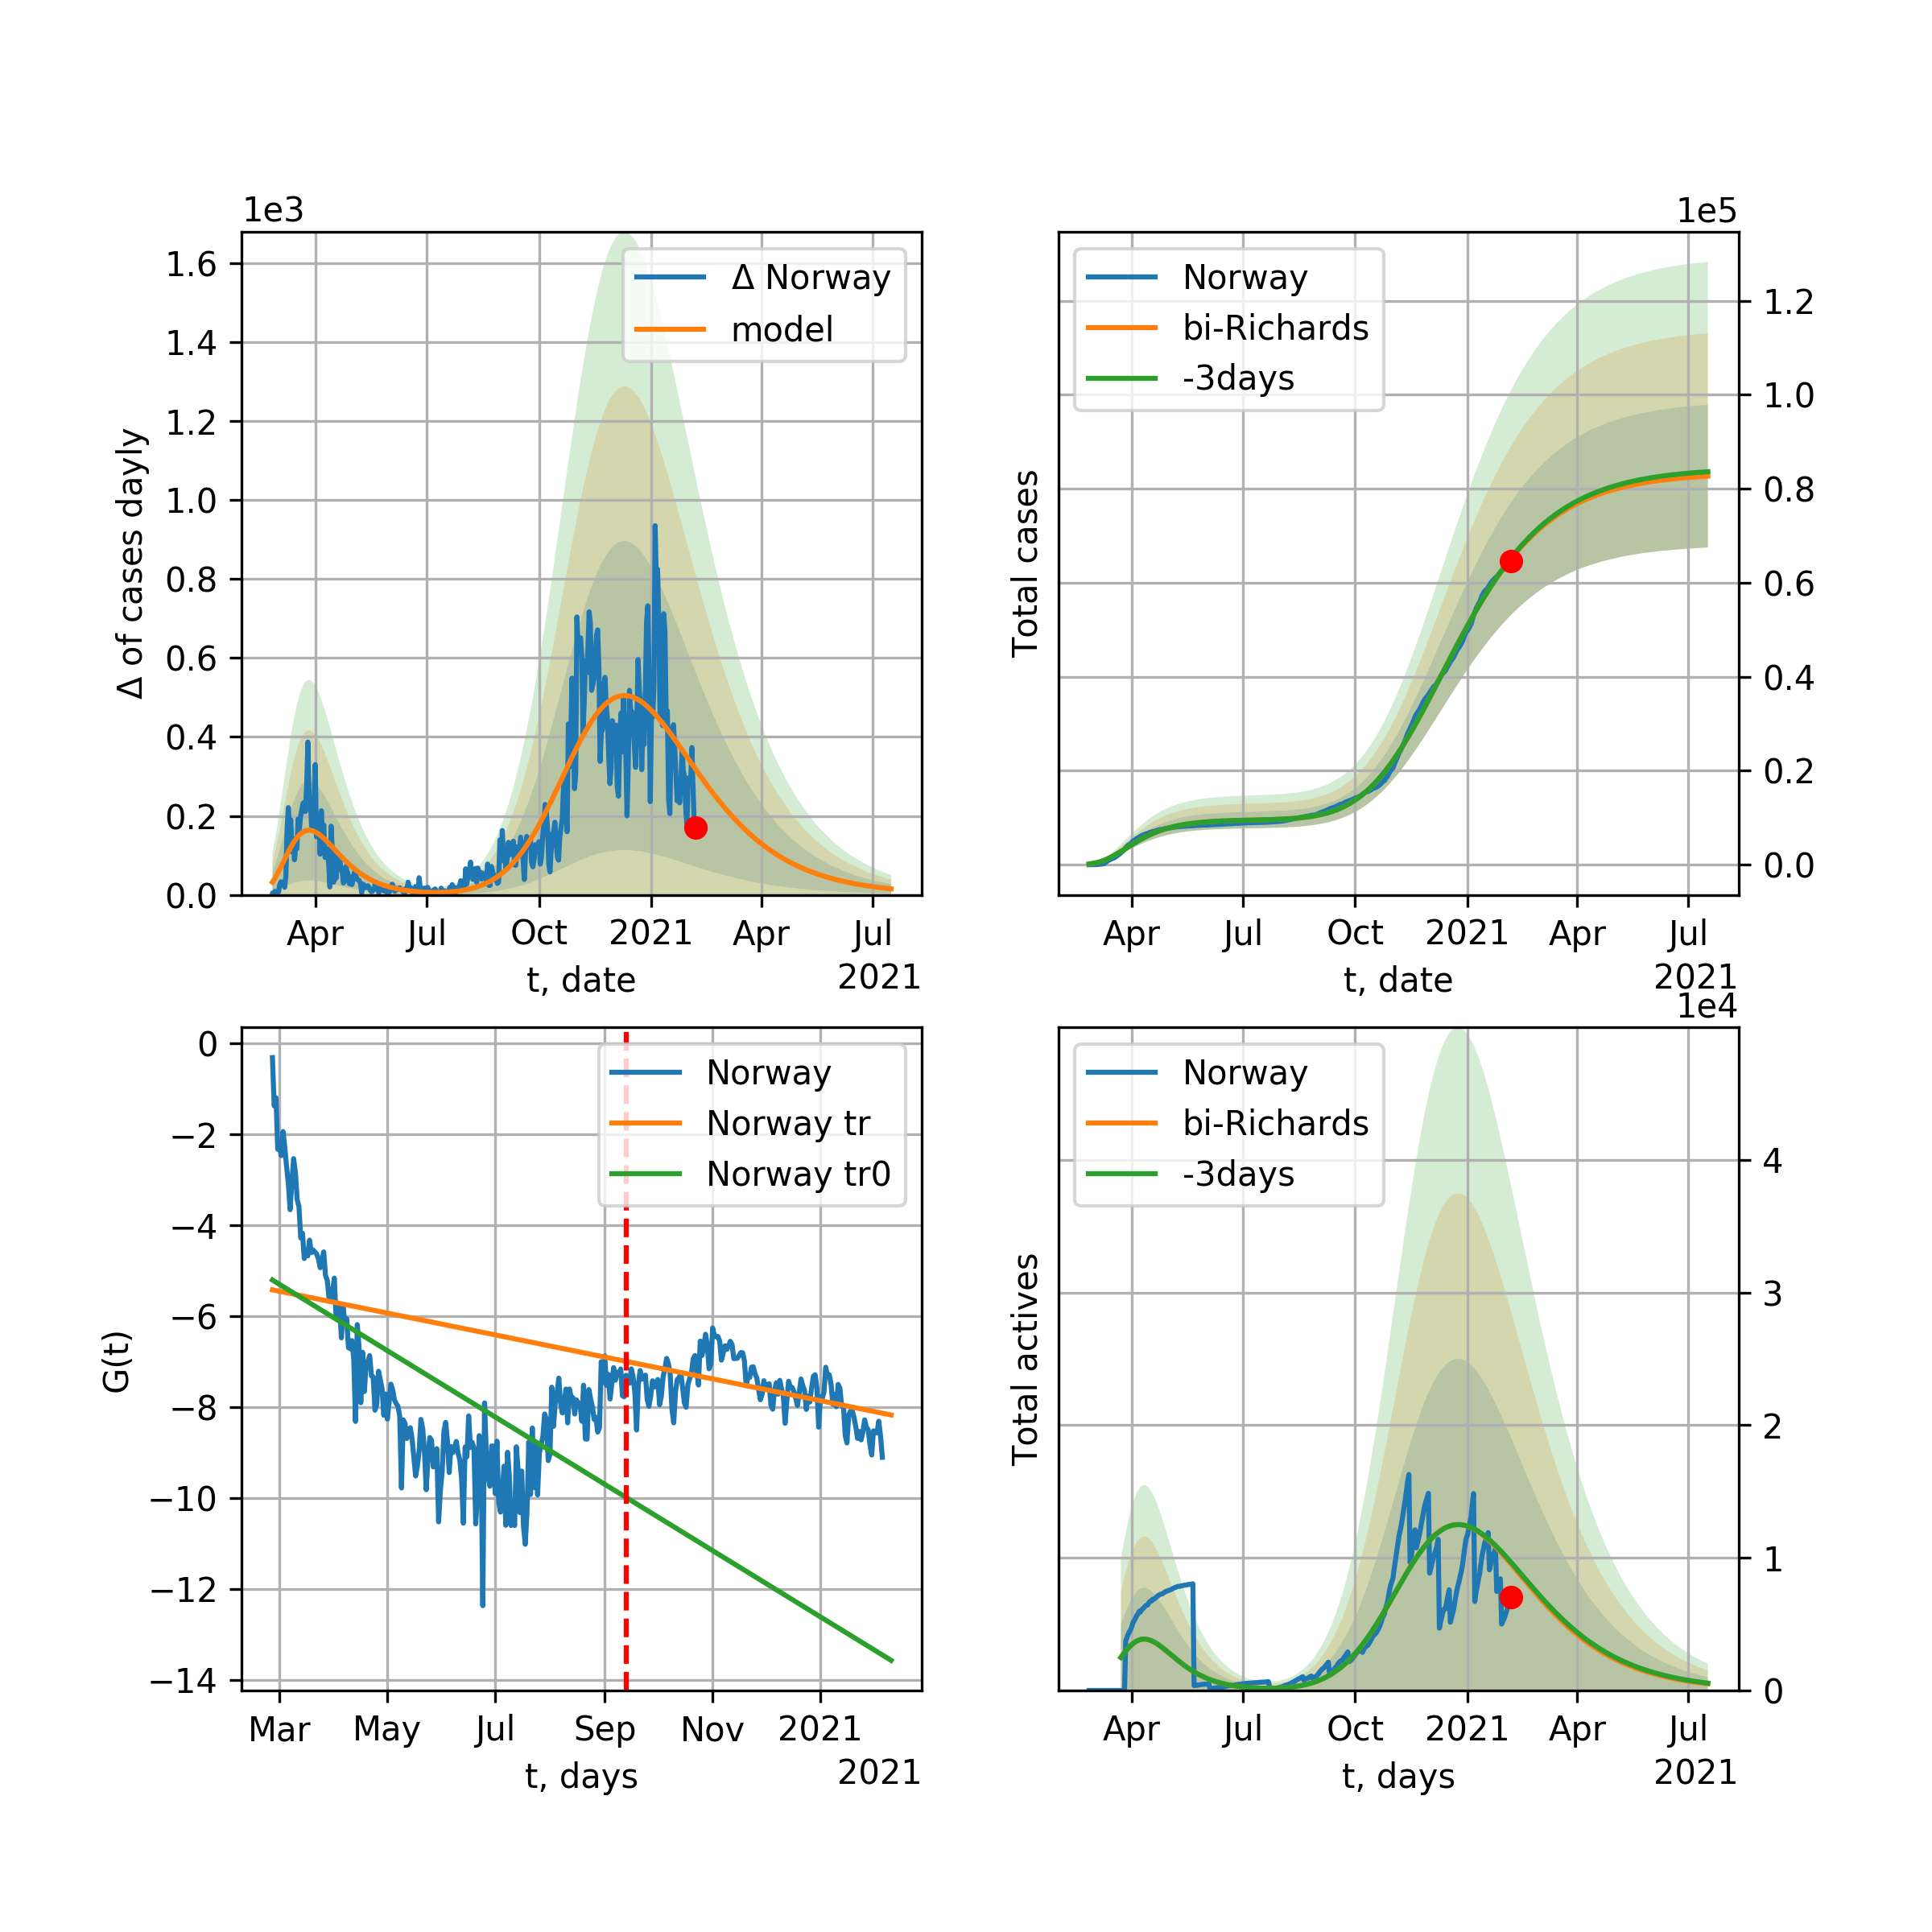 1e3
1.6
1.4
1.2
1.0
0.8
0.6
0.4
0.2
0.0
Δ of cases dayly
Δ Norway
model
Apr Jul Oct 2021 Apr Jul
t, date
2021
1e5
Norway
bi-Richards
-3days
Total cases
1.2
1.0
0.8
0.6
0.4
0.2
0.0
Apr Jul Oct 2021 Apr Jul
t, date
2021
0
−2
−4
−6
−8
−10
−12
−14
G(t)
Norway
Norway tr
Norway tr0
Mar May Jul Sep Nov 2021
t, days
2021
1e4
Norway
bi-Richards
-3days
Total actives
4
3
2
1
0
Apr Jul Oct 2021 Apr Jul
t, days
2021